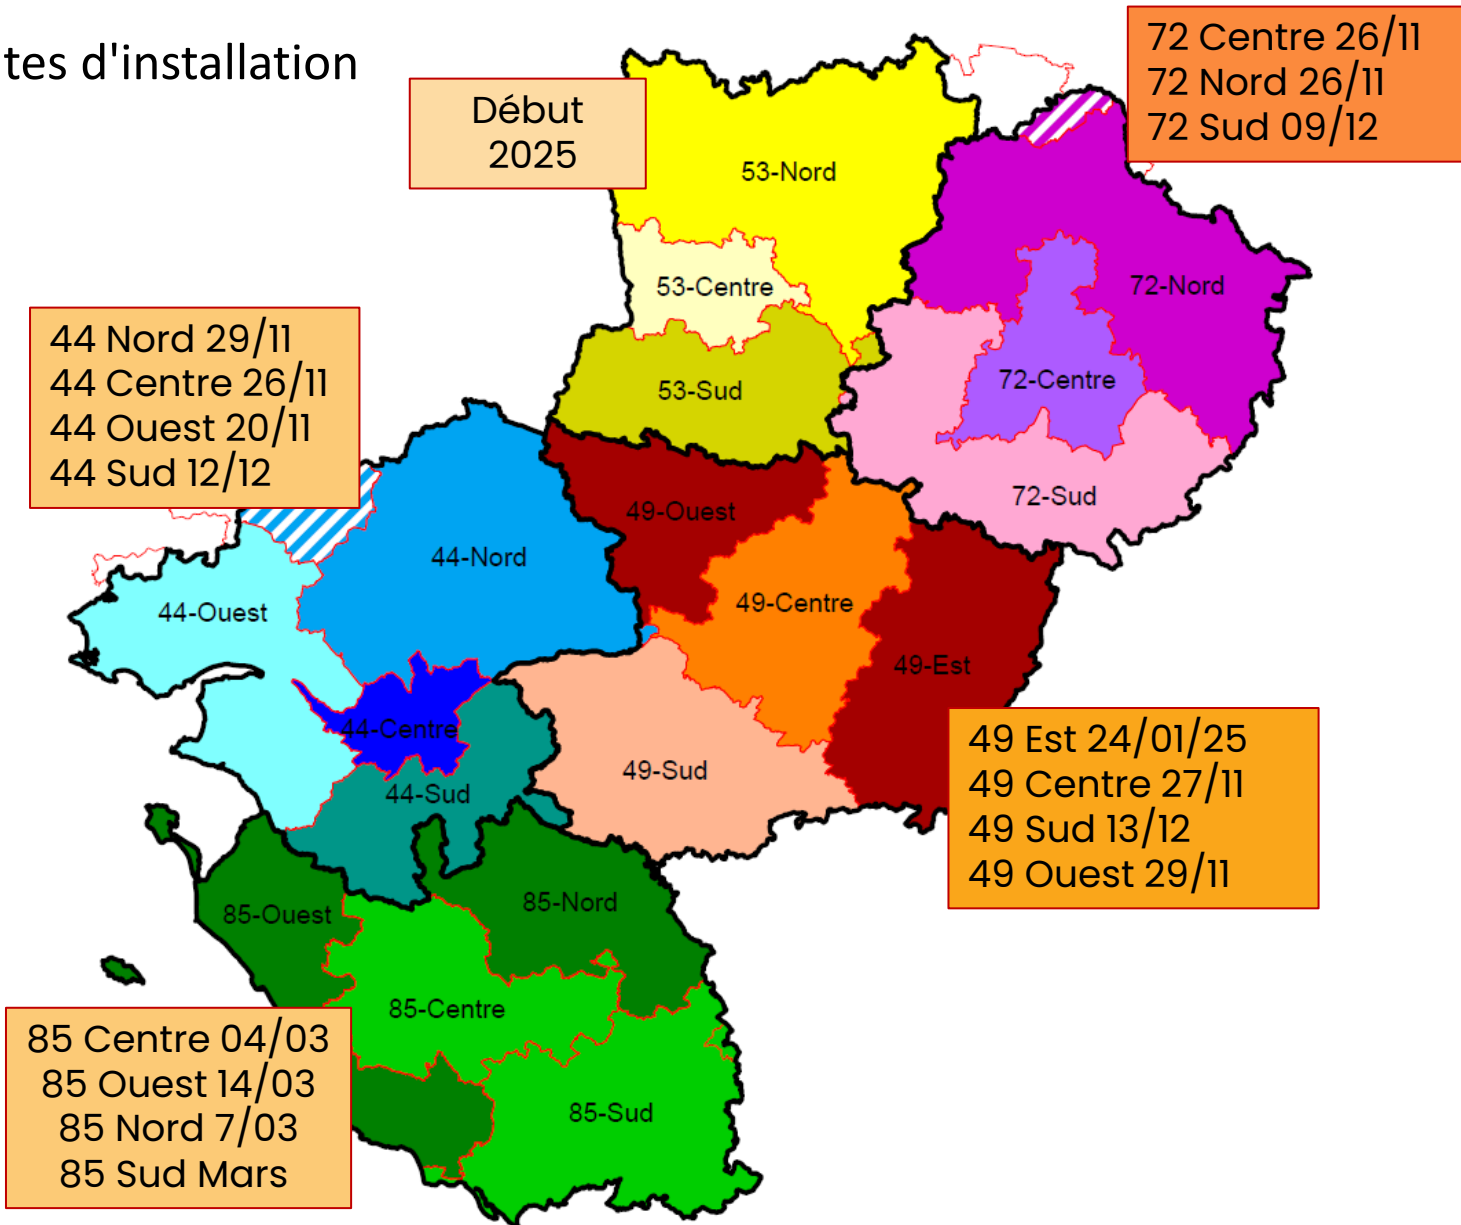 tes d'installation
Début
2025
72 Centre 26/11
72 Nord 26/11
72 Sud 09/12
53-Nord
53-Centre
53-Sud
72-Nord
72-Centre
72-Sud
44 Nord 29/11
44 Centre 26/11
44 Ouest 20/11
44 Sud 12/12
49-Ouest
44-Nord
49-Centre
44-Ouest
49-Est
44-Centre
49-Sud
44-Sud
49 Est 24/01/25
49 Centre 27/11
49 Sud 13/12
49 Ouest 29/11
85-Nord
85-Ouest
85-Centre
85-Sud
85 Centre 04/03
85 Ouest 14/03
85 Nord 7/03
85 Sud Mars